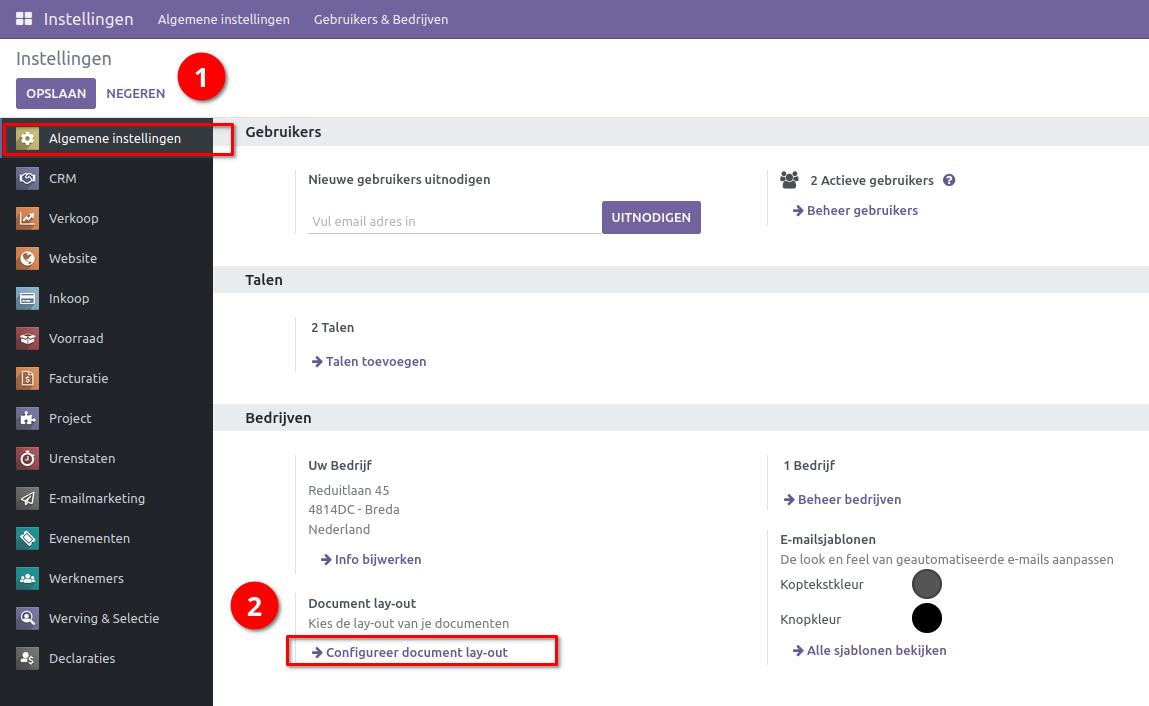 Instellingen Algemene instellingen Gebruikers & Bedrijven
Instellingen
OPSLAAN NEGEREN
1
Algemene instellingen
CRM
Verkoop
Website
Inkoop
Voorraad
Facturatie
Project
Urenstaten
E-mailmarketing
Evenementen
Werknemers
Werving & Selectie
Declaraties
Gebruikers
Nieuwe gebruikers uitnodigen
Vul email adres in UITNODIGEN
2 Actieve gebruikers ?
Beheer gebruikers
Talen
2 Talen
Talen toevoegen
Bedrijven
Uw Bedrijf
Reduitlaan 45
4814DC - Breda
Nederland
Info bijwerken
1 Bedrijf
Beheer bedrijven
2
Document lay-out
Kies de lay-out van je documenten
Configureer document lay-out
E-mailsjablonen
De look en feel van geautomatiseerde e-mails aanpassen
Koptekstkleur
Knopkleur
Alle sjablonen bekijken